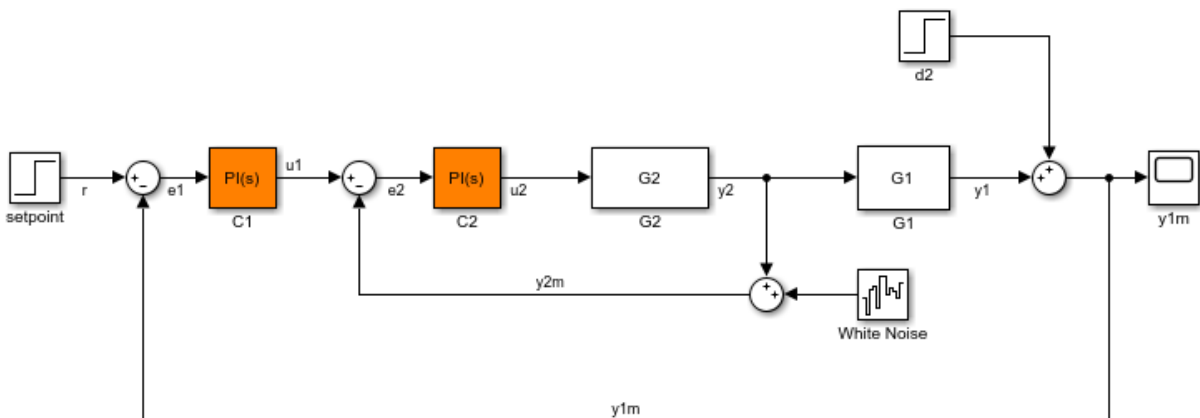 d2
setpoint
r
+
−
e1
PI(s)
C1
u1
+
−
e2
PI(s)
C2
u2
G2
G2
y2
G1
G1
y1
+
+
y1m
y2m
+
+
White Noise
y1m